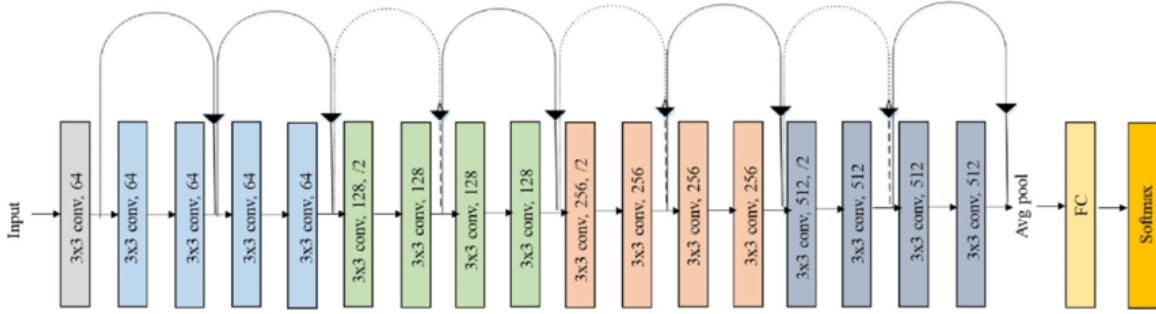 Input
3x3 conv, 64
3x3 conv, 64
3x3 conv, 64
3x3 conv, 64
3x3 conv, 64
3x3 conv, 128, /2
3x3 conv, 128
3x3 conv, 128
3x3 conv, 128
3x3 conv, 256, /2
3x3 conv, 256
3x3 conv, 256
3x3 conv, 256
3x3 conv, 512, /2
3x3 conv, 512
3x3 conv, 512
3x3 conv, 512
Avg pool
FC
Softmax